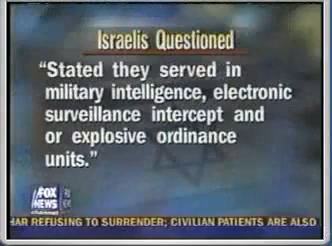 Israelis Questioned
“Stated they served in
military intelligence, electronic
surveillance intercept and
or explosive ordinance
units.”
FOX
NEWS
HAR REFUSING TO SURRENDER; CIVILIAN PATIENTS ARE ALSO